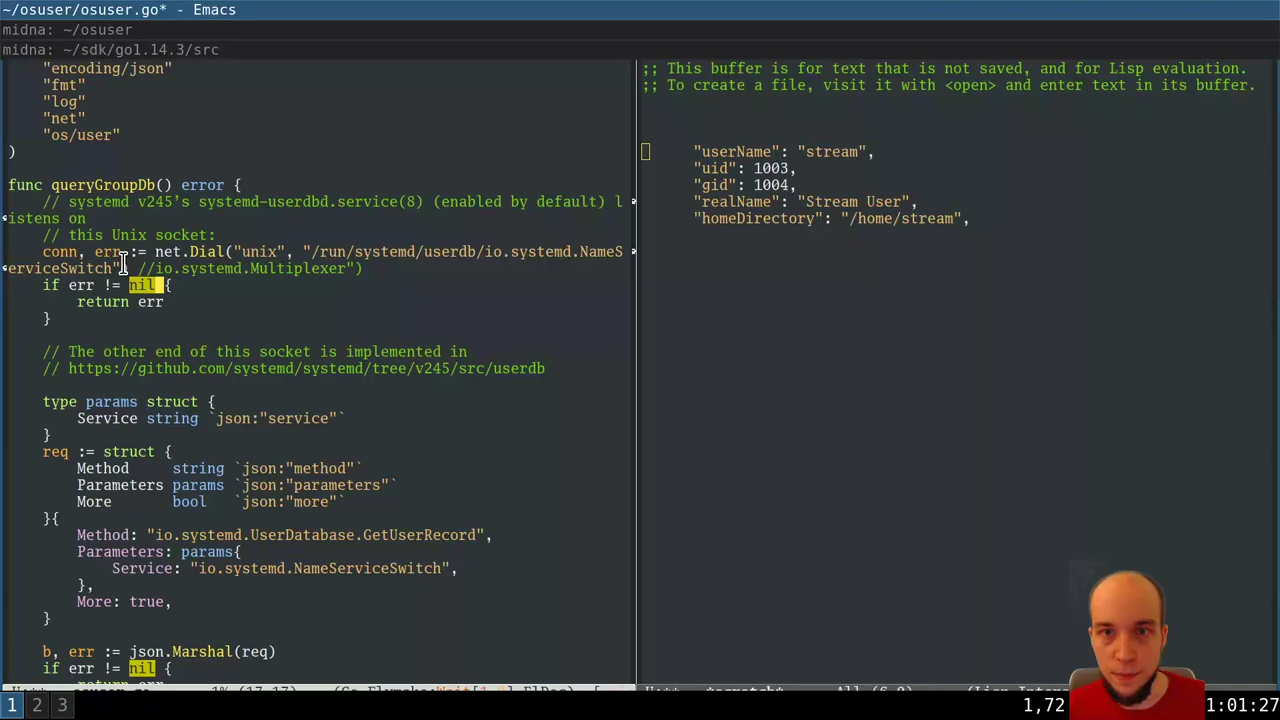 ~/osuser/osuser.go* - Emacs
midna: ~/osuser
midna: ~/sdk/go1.14.3/src
"encoding/json"
"fmt"
"log"
"net"
"os/user"
)
func queryGroupDb() error {
// systemd v245’s systemd-userdbd.service(8) (enabled by default) l
istens on
// this Unix socket:
conn, err := net.Dial("unix", "/run/systemd/userdb/io.systemd.NameS
erviceSwitch" //io.systemd.Multiplexer")
if err != nil {
return err
}
// The other end of this socket is implemented in
// https://github.com/systemd/systemd/tree/v245/src/userdb
type params struct {
Service string `json:"service"`
}
req := struct {
Method string `json:"method"`
Parameters params `json:"parameters"`
More bool `json:"more"`
}{
Method: "io.systemd.UserDatabase.GetUserRecord",
Parameters: params{
Service: "io.systemd.NameServiceSwitch",
},
More: true,
}
b, err := json.Marshal(req)
if err != nil {
;; This buffer is for text that is not saved, and for Lisp evaluation.
;; To create a file, visit it with <open> and enter text in its buffer.
"userName": "stream",
"uid": 1003,
"gid": 1004,
"realName": "Stream User",
"homeDirectory": "/home/stream",
1 2 3
1,72
1:01:27